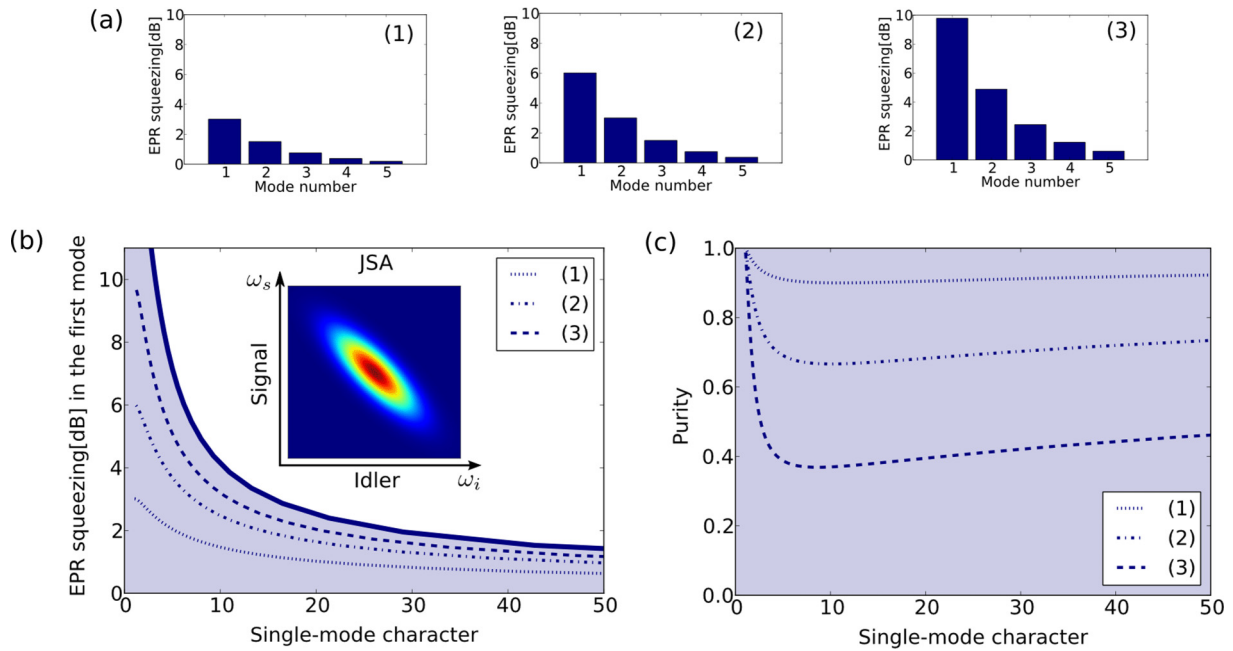 (a)
EPR squeezing[dB]
10
8
6
4
2
0
(1)
1 2 3 4 5
Mode number
EPR squeezing[dB]
10
8
6
4
2
0
(2)
1 2 3 4 5
Mode number
EPR squeezing[dB]
10
8
6
4
2
0
(3)
1 2 3 4 5
Mode number
(b)
EPR squeezing[dB] in the first mode
10
8
6
4
2
0
JSA
ωs
Signal
Idler
ωi
(1)
(2)
(3)
0 10 20 30 40 50
Single-mode character
(c)
Purity
1.0
0.8
0.6
0.4
0.2
0.0
(1)
(2)
(3)
0 10 20 30 40 50
Single-mode character